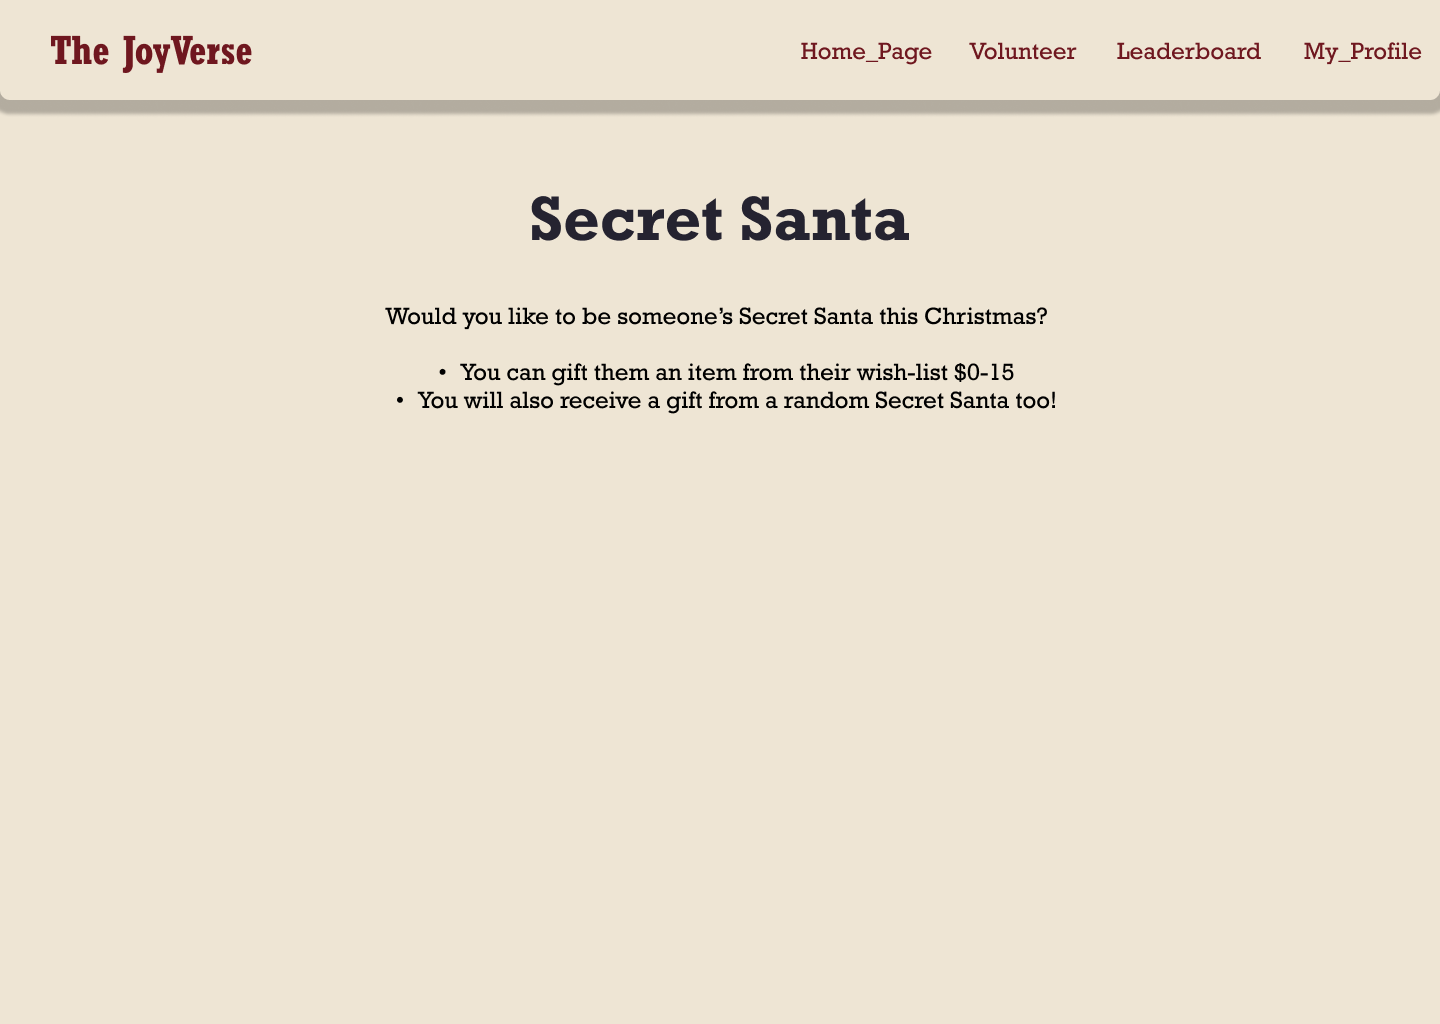 The JoyVerse
Home_Page Volunteer Leaderboard My_Profile
Secret Santa
Would you like to be someone’s Secret Santa this Christmas?
• You can gift them an item from their wish-list $0-15
• You will also receive a gift from a random Secret Santa too!